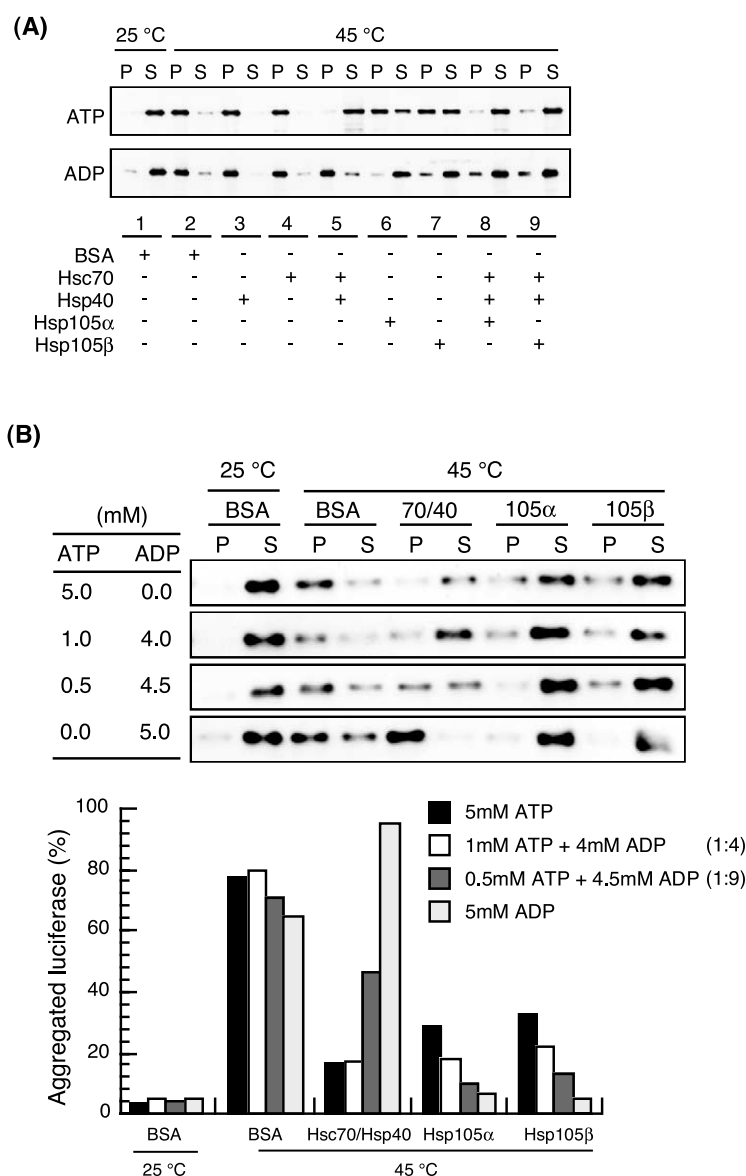 (A)
25 °C 45 °C
P S P S P S P S P S P S P S P S P S
ATP
ADP
1 2 3 4 5 6 7 8 9
BSA + + - - - - - - -
Hsc70 - - - + + - - + +
Hsp40 - - + - + - - + +
Hsp105α - - - - - + - + -
Hsp105β - - - - - - + - +
(B)
25 °C 45 °C
(mM) BSA BSA 70/40 105α 105β
ATP ADP P S P S P S P S P S
5.0 0.0
1.0 4.0
0.5 4.5
0.0 5.0
Aggregated luciferase (%)
100
80
60
40
20
0
5mM ATP
1mM ATP + 4mM ADP (1:4)
0.5mM ATP + 4.5mM ADP (1:9)
5mM ADP
BSA BSA Hsc70/Hsp40 Hsp105α Hsp105β
25 °C 45 °C